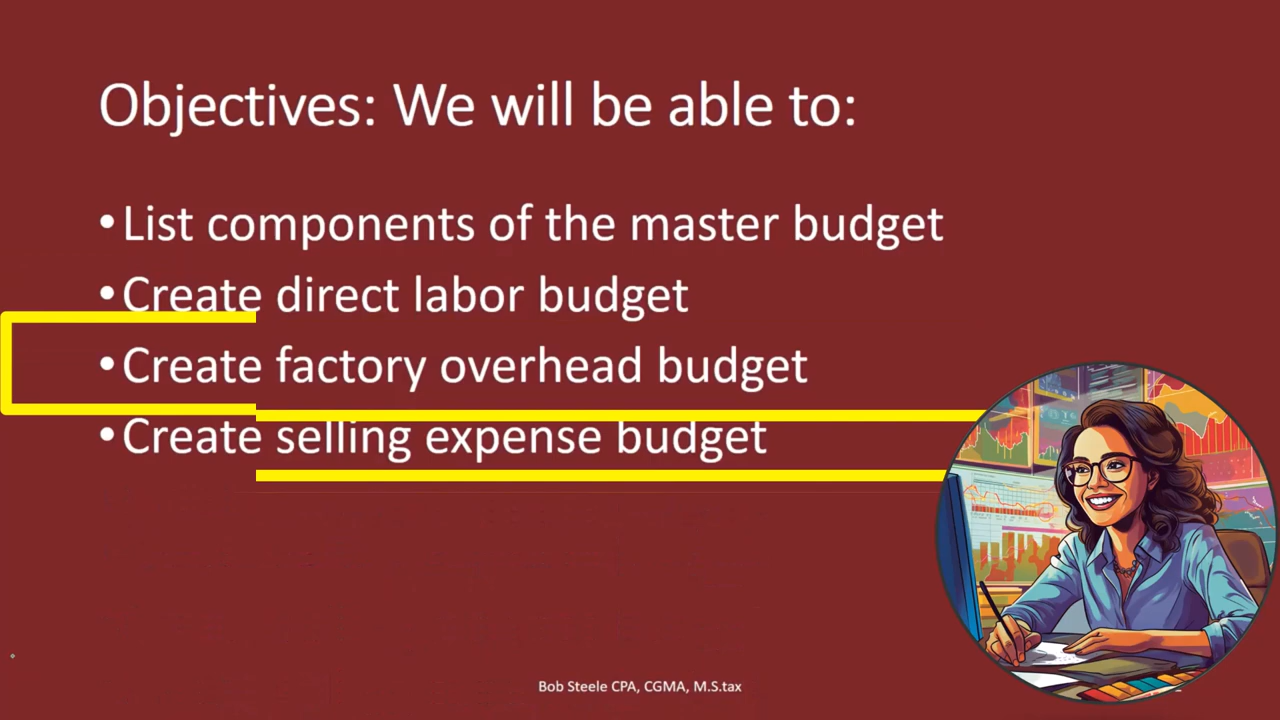 Objectives: We will be able to:
•List components of the master budget
•Create direct labor budget
•Create factory overhead budget
•Create selling expense budget
Bob Steele CPA, CGMA, M.S.tax